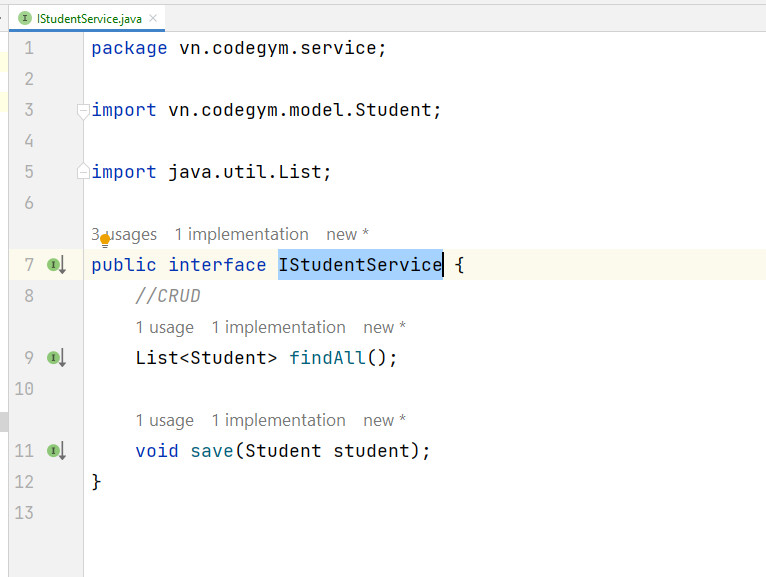 IStudentService.java
1 package vn.codegym.service;
2
3 import vn.codegym.model.Student;
4
5 import java.util.List;
6
3 usages 1 implementation new *
7 public interface IStudentService {
8 //CRUD
1 usage 1 implementation new *
9 List<Student> findAll();
10
1 usage 1 implementation new *
11 void save(Student student);
12 }
13